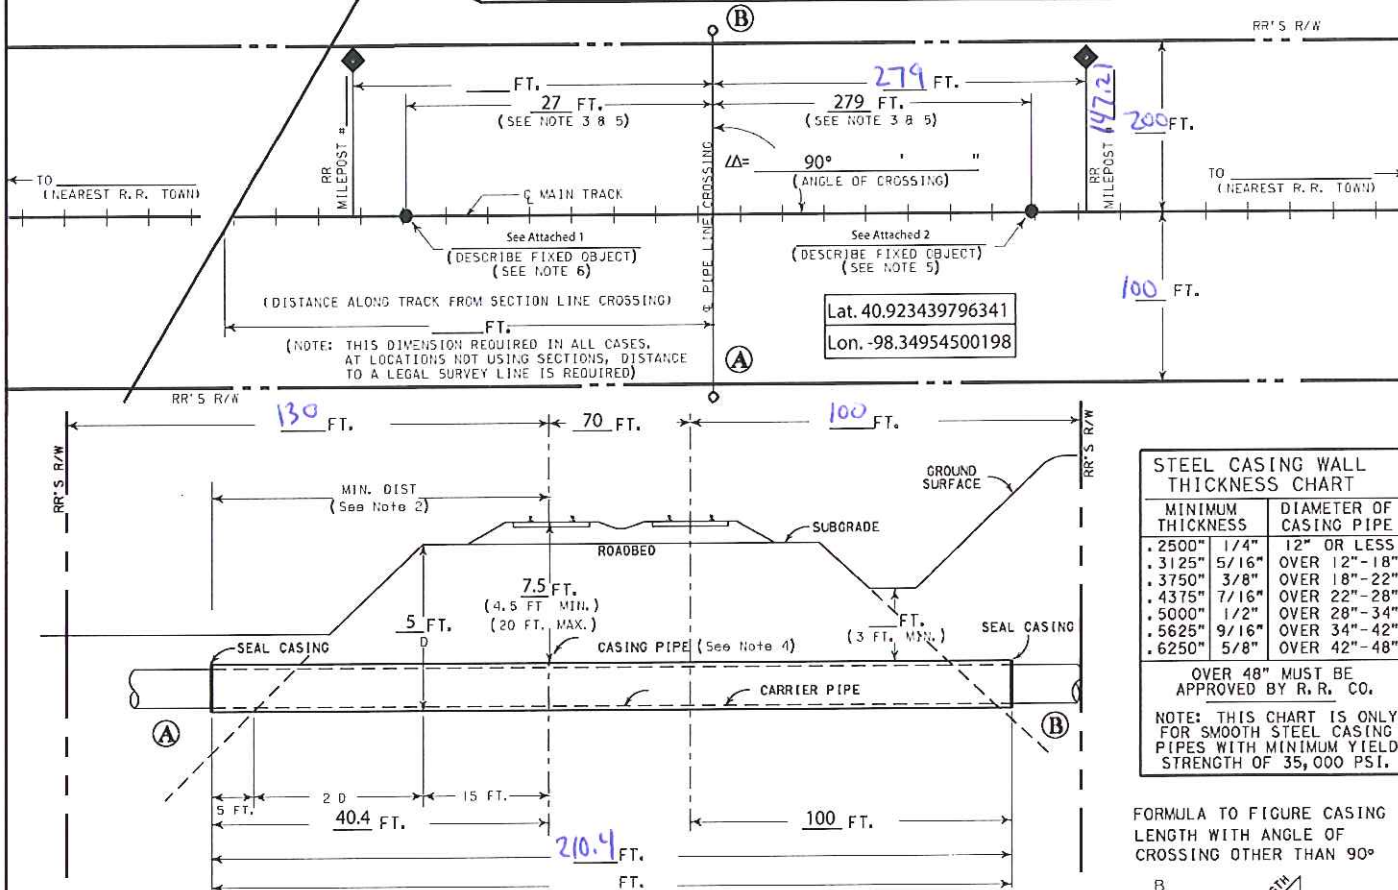 B
RR'S R/W
___ FT.
279 FT.
27 FT.
(SEE NOTE 3 & 5)
279 FT.
(SEE NOTE 3 & 5)
147.21
200 FT.
RR MILEPOST #
RR MILEPOST #
PIPE LINE CROSSING
∠Δ= 90° ' "
(ANGLE OF CROSSING)
TO
(NEAREST R.R. TOWN)
TO
(NEAREST R.R. TOWN)
℄ MAIN TRACK
See Attached 1
(DESCRIBE FIXED OBJECT)
(SEE NOTE 6)
See Attached 2
(DESCRIBE FIXED OBJECT)
(SEE NOTE 5)
(DISTANCE ALONG TRACK FROM SECTION LINE CROSSING)
___ FT.
(NOTE: THIS DIMENSION REQUIRED IN ALL CASES.
AT LOCATIONS NOT USING SECTIONS, DISTANCE
TO A LEGAL SURVEY LINE IS REQUIRED)
Lat. 40.923439796341
Lon. -98.34954500198
100 FT.
A
RR'S R/W
130 FT.
70 FT.
100 FT.
RR'S R/W
RR'S R/W
MIN. DIST
(See Note 2)
GROUND
SURFACE
SUBGRADE
ROADBED
7.5 FT.
(4.5 FT MIN.)
(20 FT. MAX.)
5 FT.
D
___ FT.
(3 FT. MIN.)
SEAL CASING
CASING PIPE (See Note 4)
SEAL CASING
CARRIER PIPE
A
B
5 FT.
2 D
15 FT.
40.4 FT.
100 FT.
210.4 FT.
FT.
STEEL CASING WALL
THICKNESS CHART
MINIMUM THICKNESS DIAMETER OF CASING PIPE
.2500" 1/4" 12" OR LESS
.3125" 5/16" OVER 12"-18"
.3750" 3/8" OVER 18"-22"
.4375" 7/16" OVER 22"-28"
.5000" 1/2" OVER 28"-34"
.5625" 9/16" OVER 34"-42"
.6250" 5/8" OVER 42"-48"
OVER 48" MUST BE
APPROVED BY R.R. CO.
NOTE: THIS CHART IS ONLY
FOR SMOOTH STEEL CASING
PIPES WITH MINIMUM YIELD
STRENGTH OF 35,000 PSI.
FORMULA TO FIGURE CASING
LENGTH WITH ANGLE OF
CROSSING OTHER THAN 90°
B